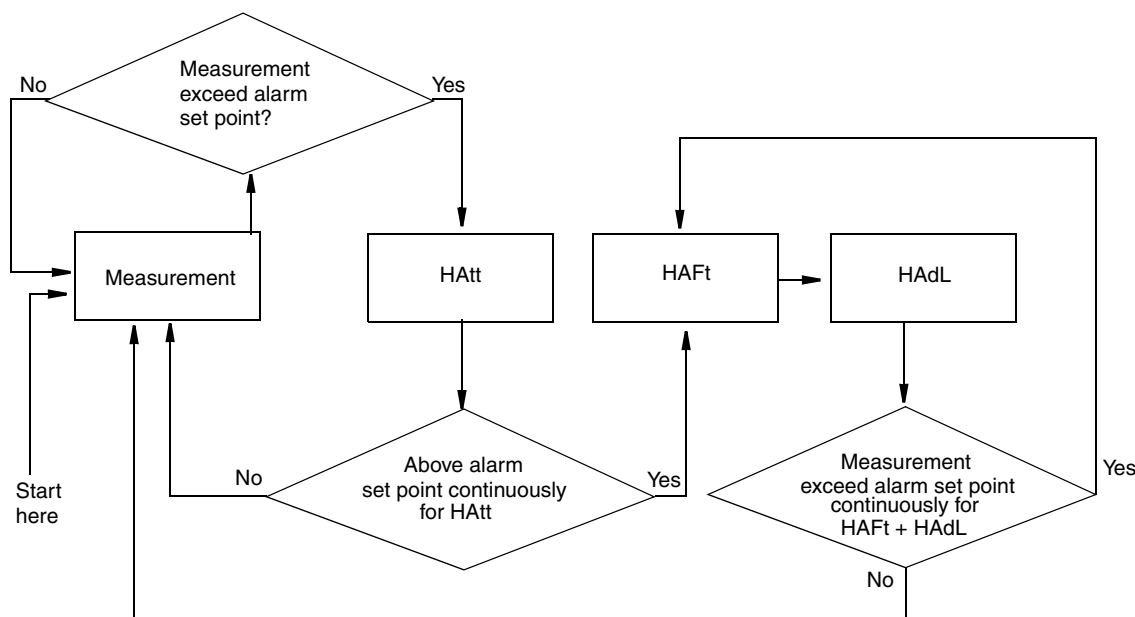 Measurement
exceed alarm
set point?
No
Yes
Measurement
HAtt
HAFt
HAdL
Start
here
No
Above alarm
set point continuously
for HAtt
Yes
Measurement
exceed alarm set point
continuously for
HAFt + HAdL
Yes
No